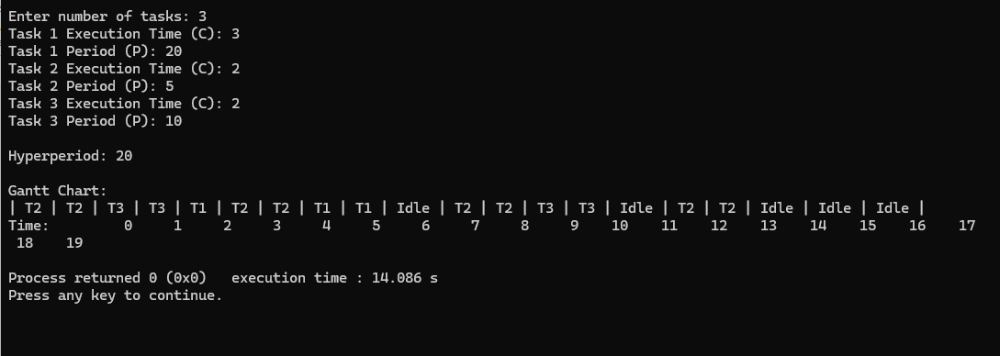 Enter number of tasks: 3
Task 1 Execution Time (C): 3
Task 1 Period (P): 20
Task 2 Execution Time (C): 2
Task 2 Period (P): 5
Task 3 Execution Time (C): 2
Task 3 Period (P): 10
Hyperperiod: 20
Gantt Chart:
| T2 | T2 | T3 | T3 | T1 | T2 | T2 | T1 | T1 | Idle | T2 | T2 | T3 | T3 | Idle | T2 | T2 | Idle | Idle | Idle |
Time:         0     1     2     3     4     5     6     7     8     9    10    11    12    13    14    15    16    17
 18    19
Process returned 0 (0x0)   execution time : 14.086 s
Press any key to continue.